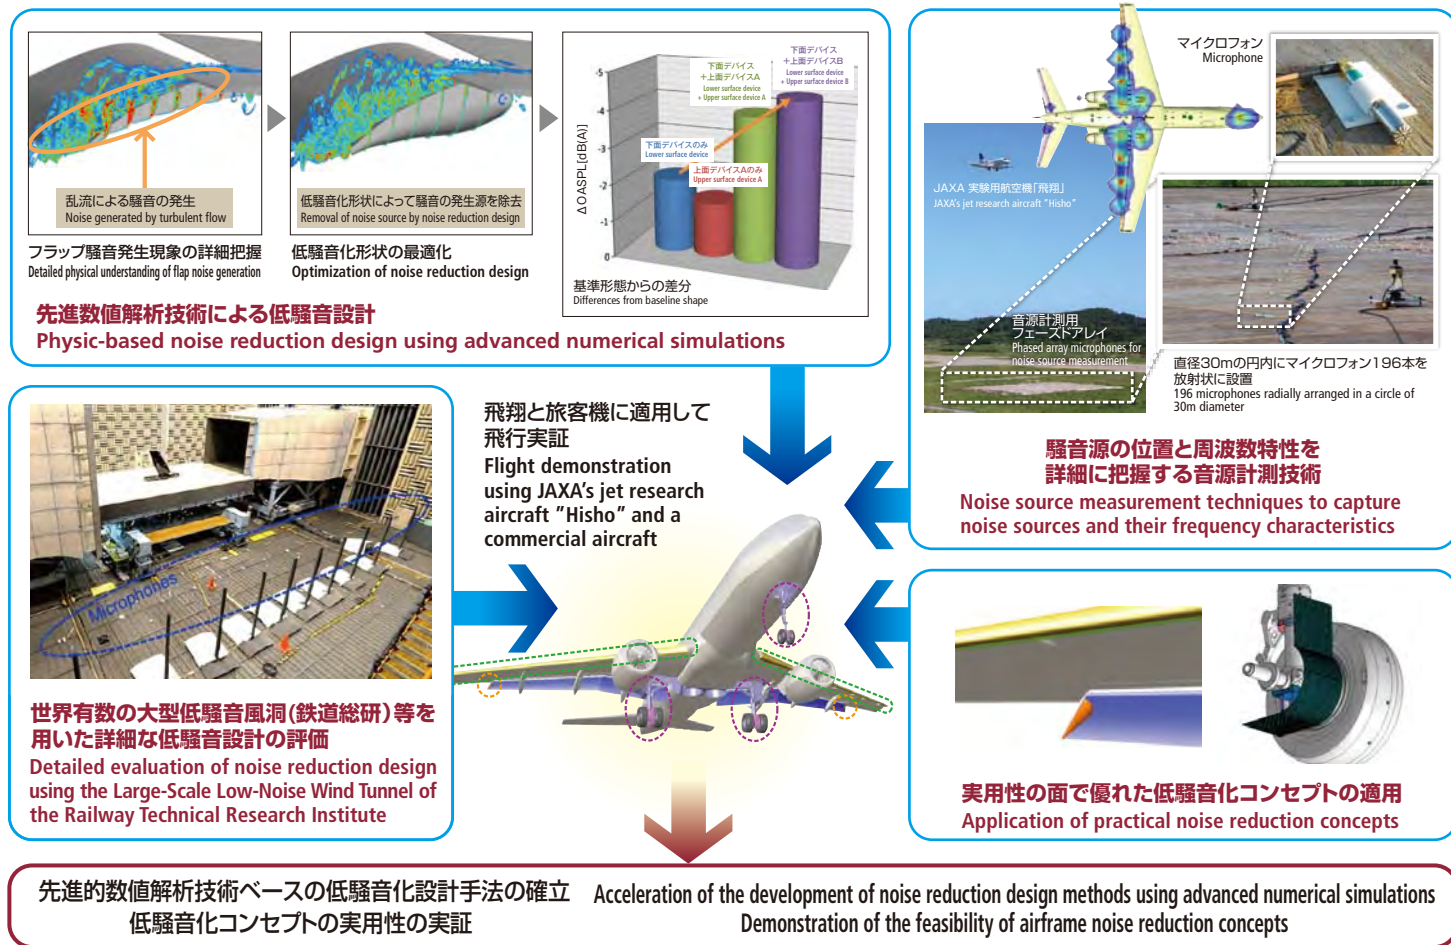 乱流による騒音の発生
Noise generated by turbulent flow
フラップ騒音発生現象の詳細把握
Detailed physical understanding of flap noise generation
低騒音化形状によって騒音の発生源を除去
Removal of noise source by noise reduction design
低騒音化形状の最適化
Optimization of noise reduction design
ΔOASPL[dB(A)]
-5
-4
-3
-2
-1
0
下面デバイスのみ
Lower surface device
上面デバイスAのみ
Upper surface device A
下面デバイス
+上面デバイスA
Lower surface device
+ Upper surface device A
下面デバイス
+上面デバイスB
Lower surface device
+ Upper surface device B
基準形態からの差分
Differences from baseline shape
先進数値解析技術による低騒音設計
Physic-based noise reduction design using advanced numerical simulations
マイクロフォン
Microphone
JAXA 実験用航空機「飛翔」
JAXA's jet research aircraft "Hisho"
音源計測用
フェーズドアレイ
Phased array microphones for
noise source measurement
直径30mの円内にマイクロフォン196本を
放射状に設置
196 microphones radially arranged in a circle of
30m diameter
騒音源の位置と周波数特性を
詳細に把握する音源計測技術
Noise source measurement techniques to capture
noise sources and their frequency characteristics
Microphones
世界有数の大型低騒音風洞(鉄道総研)等を
用いた詳細な低騒音設計の評価
Detailed evaluation of noise reduction design
using the Large-Scale Low-Noise Wind Tunnel of
the Railway Technical Research Institute
飛翔と旅客機に適用して
飛行実証
Flight demonstration
using JAXA's jet research
aircraft "Hisho" and a
commercial aircraft
実用性の面で優れた低騒音化コンセプトの適用
Application of practical noise reduction concepts
先進的数値解析技術ベースの低騒音化設計手法の確立
低騒音化コンセプトの実用性の実証
Acceleration of the development of noise reduction design methods using advanced numerical simulations
Demonstration of the feasibility of airframe noise reduction concepts